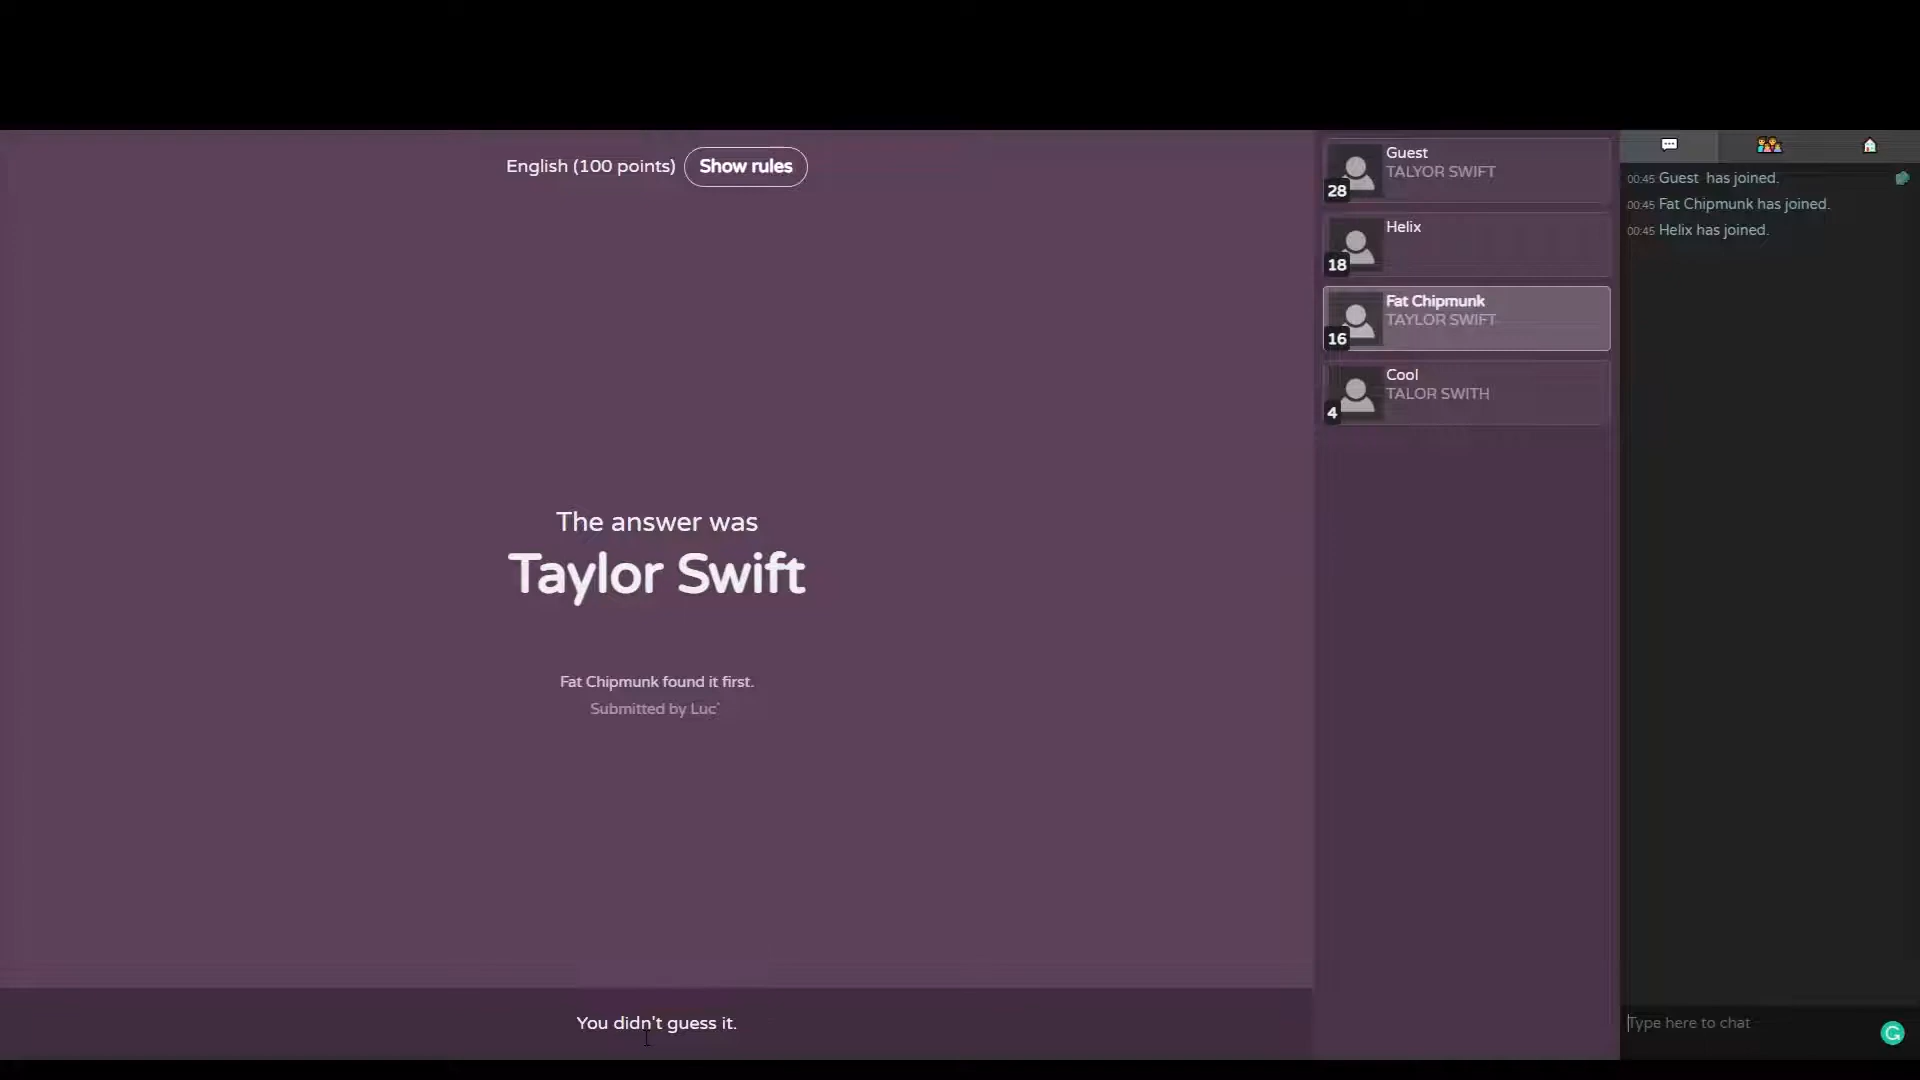 English (100 points) Show rules
The answer was
Taylor Swift
Fat Chipmunk found it first.
Submitted by Luc`
You didn't guess it.
Guest
TALYOR SWIFT
28
Helix
18
Fat Chipmunk
TAYLOR SWIFT
16
Cool
TALOR SWITH
4
00:45 Guest has joined.
00:45 Fat Chipmunk has joined.
00:45 Helix has joined.
Type here to chat